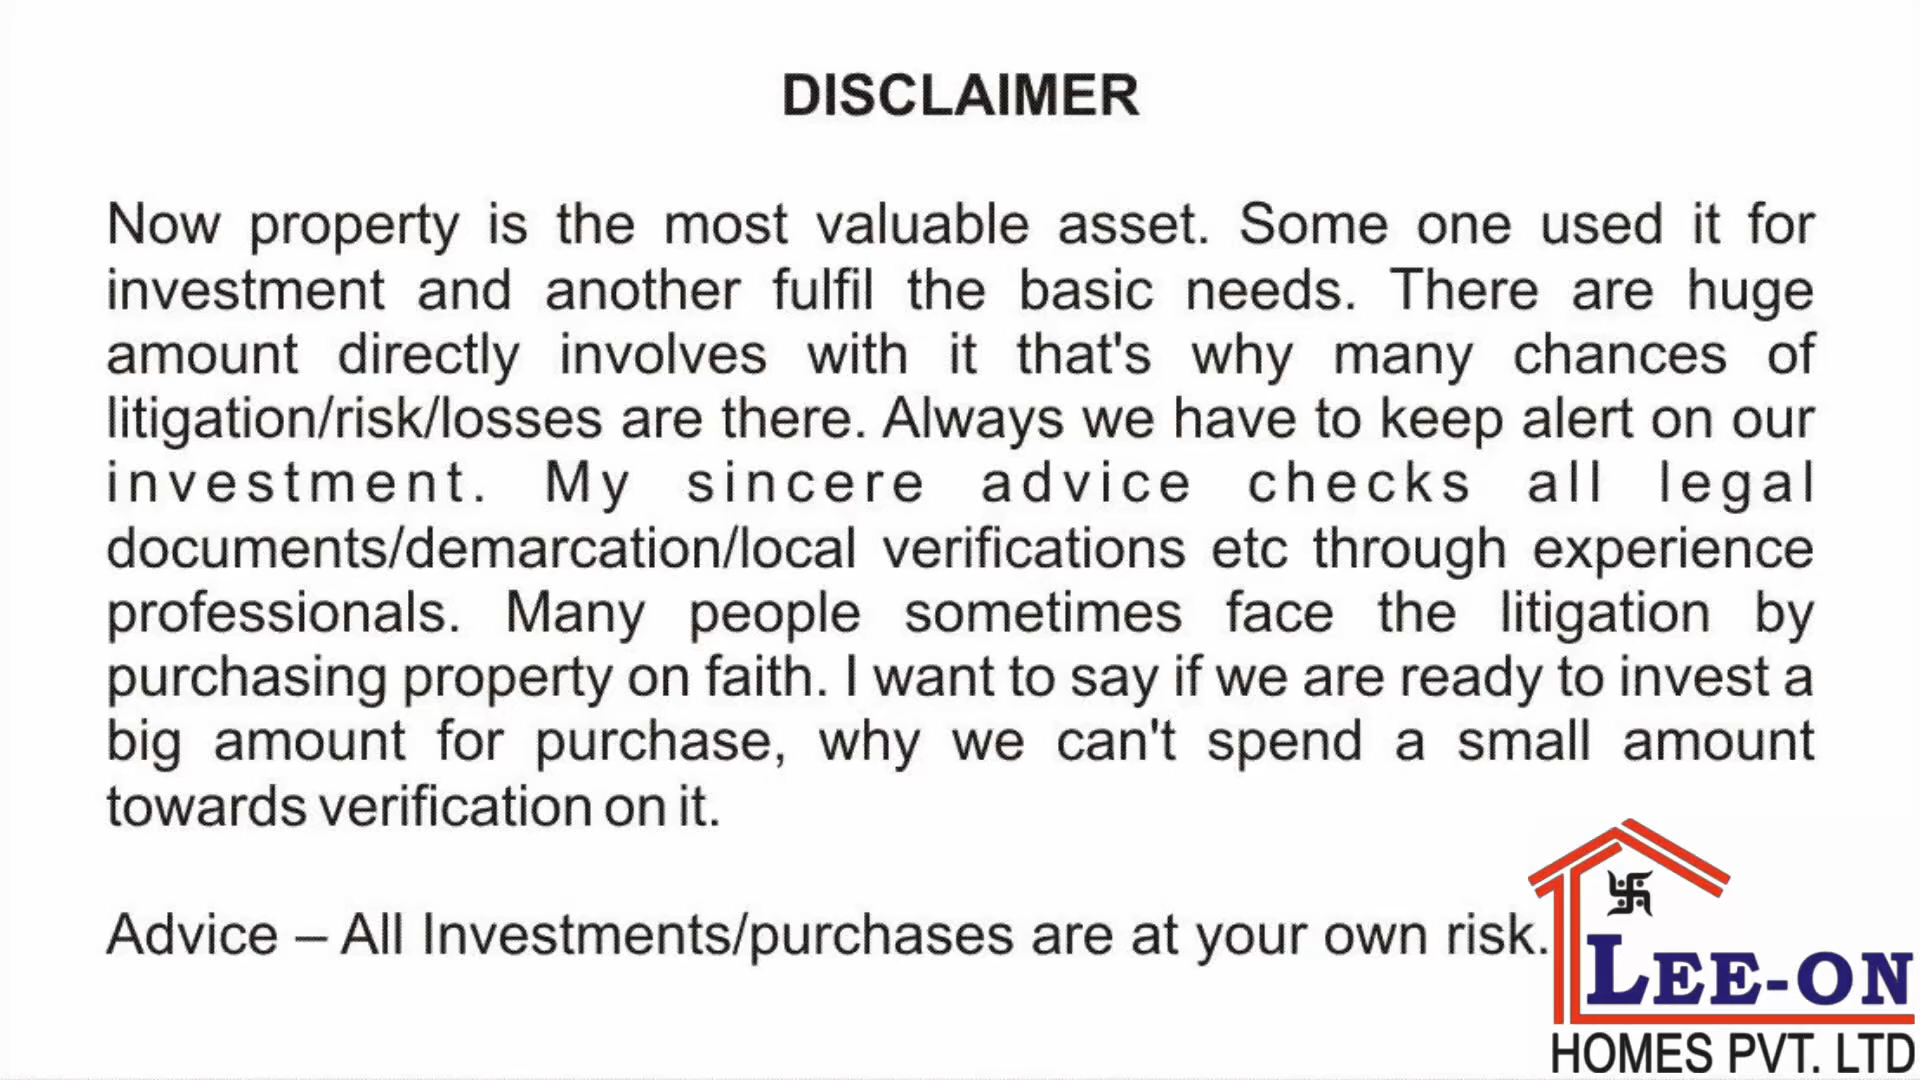 DISCLAIMER
Now property is the most valuable asset. Some one used it for
investment and another fulfil the basic needs. There are huge
amount directly involves with it that's why many chances of
litigation/risk/losses are there. Always we have to keep alert on our
investment. My sincere advice checks all legal
documents/demarcation/local verifications etc through experience
professionals. Many people sometimes face the litigation by
purchasing property on faith. I want to say if we are ready to invest a
big amount for purchase, why we can't spend a small amount
towards verification on it.
Advice – All Investments/purchases are at your own risk.
LEE-ON
HOMES PVT. LTD